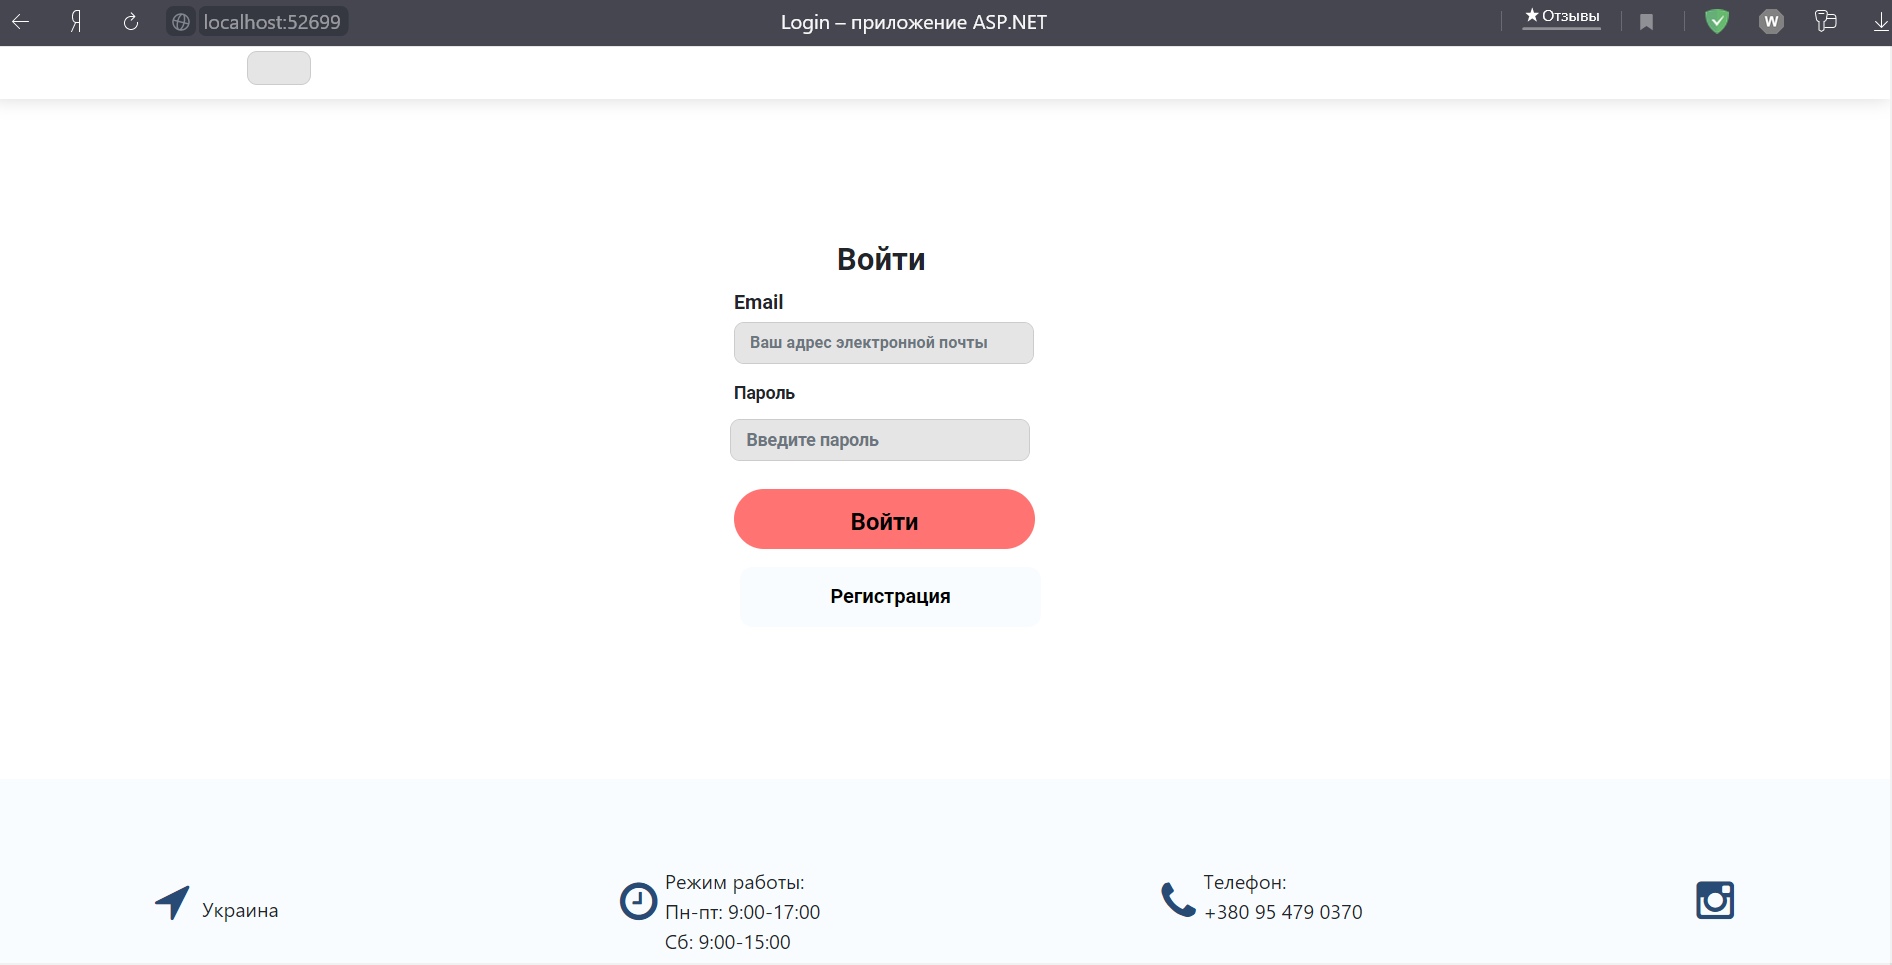 Я
localhost:52699
Login – приложение ASP.NET
★ Отзывы
W
Войти
Email
Ваш адрес электронной почты
Пароль
Введите пароль
Войти
Регистрация
Украина
Режим работы:
Пн-пт: 9:00-17:00
Сб: 9:00-15:00
Телефон:
+380 95 479 0370